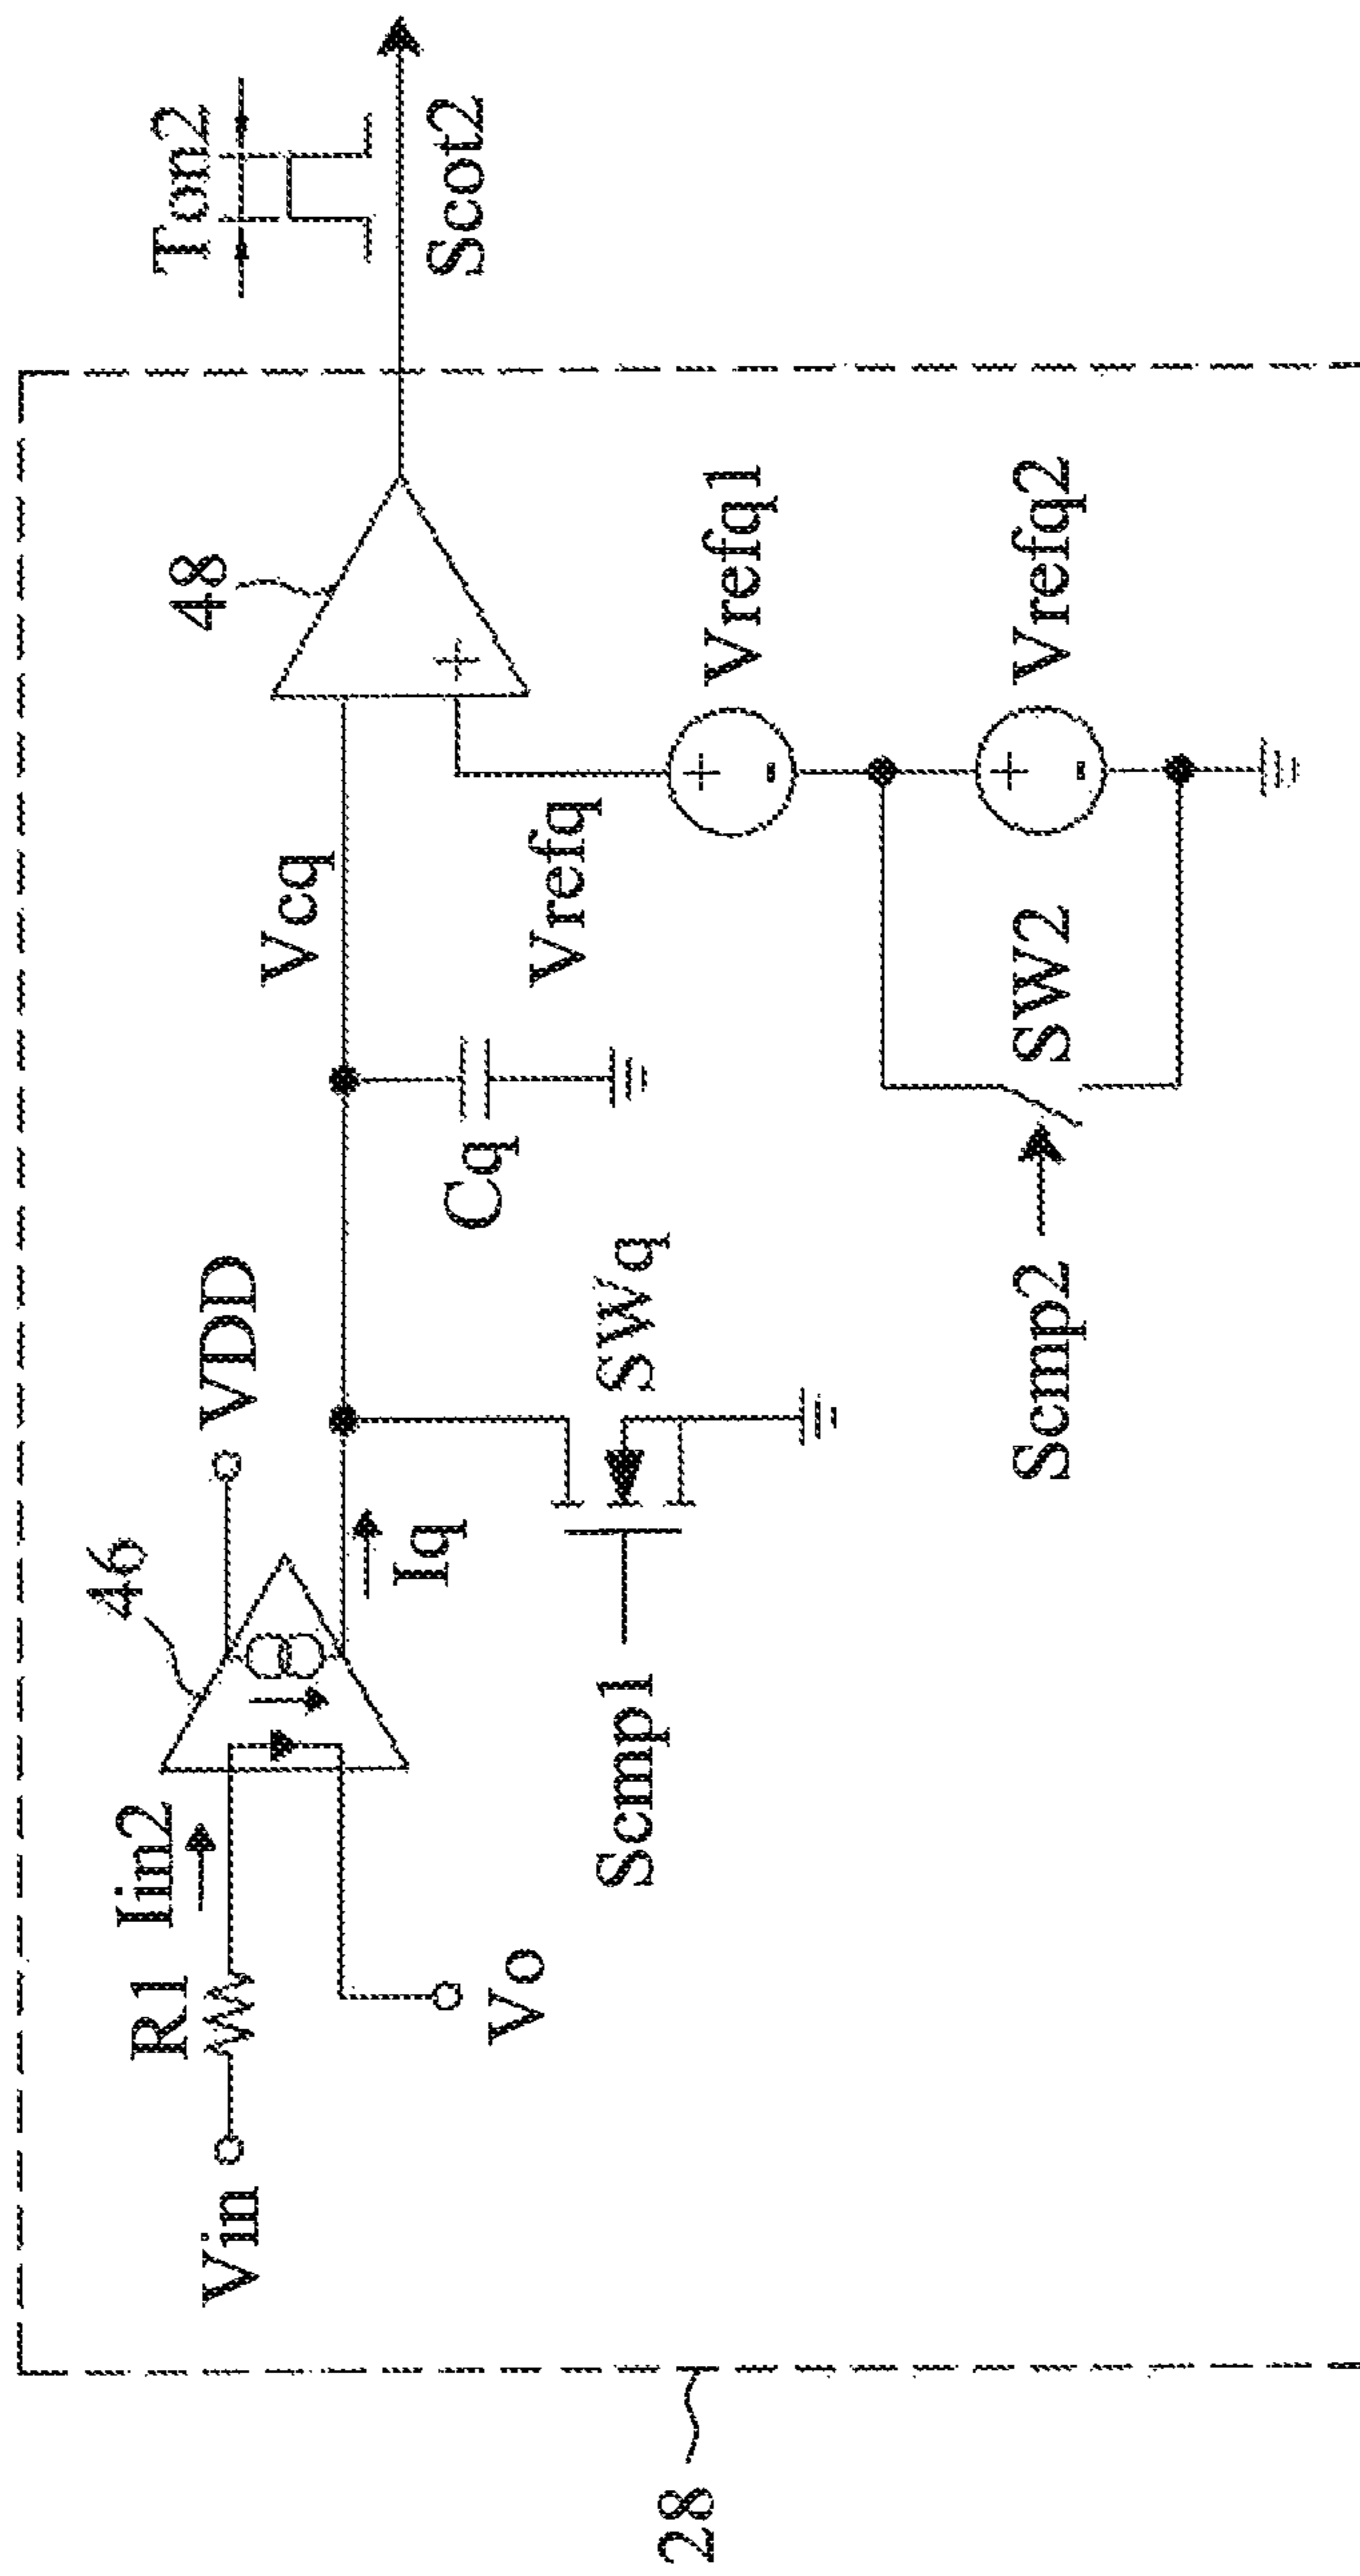 28
Vin
R1
Iin2
Vo
46
VDD
Iq
Scmp1
SWq
Cq
Vcq
Vrefq
48
+
Vrefq1
+
-
Vrefq2
+
-
SW2
Scmp2
Ton2
Scot2